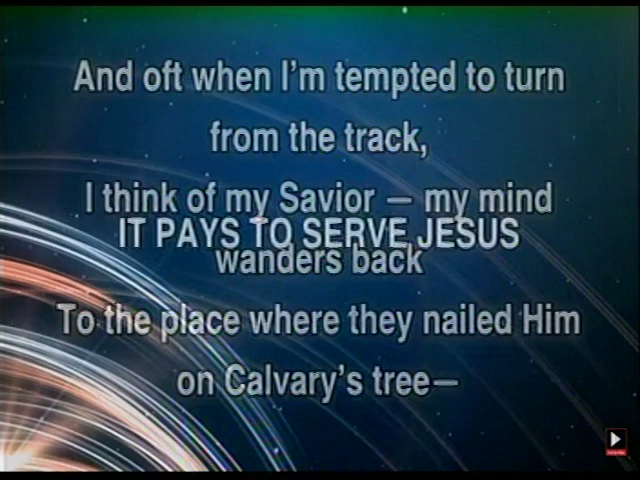 And oft when I'm tempted to turn
from the track,
I think of my Savior — my mind
IT PAYS TO SERVE JESUS
wanders back
To the place where they nailed Him
on Calvary's tree—